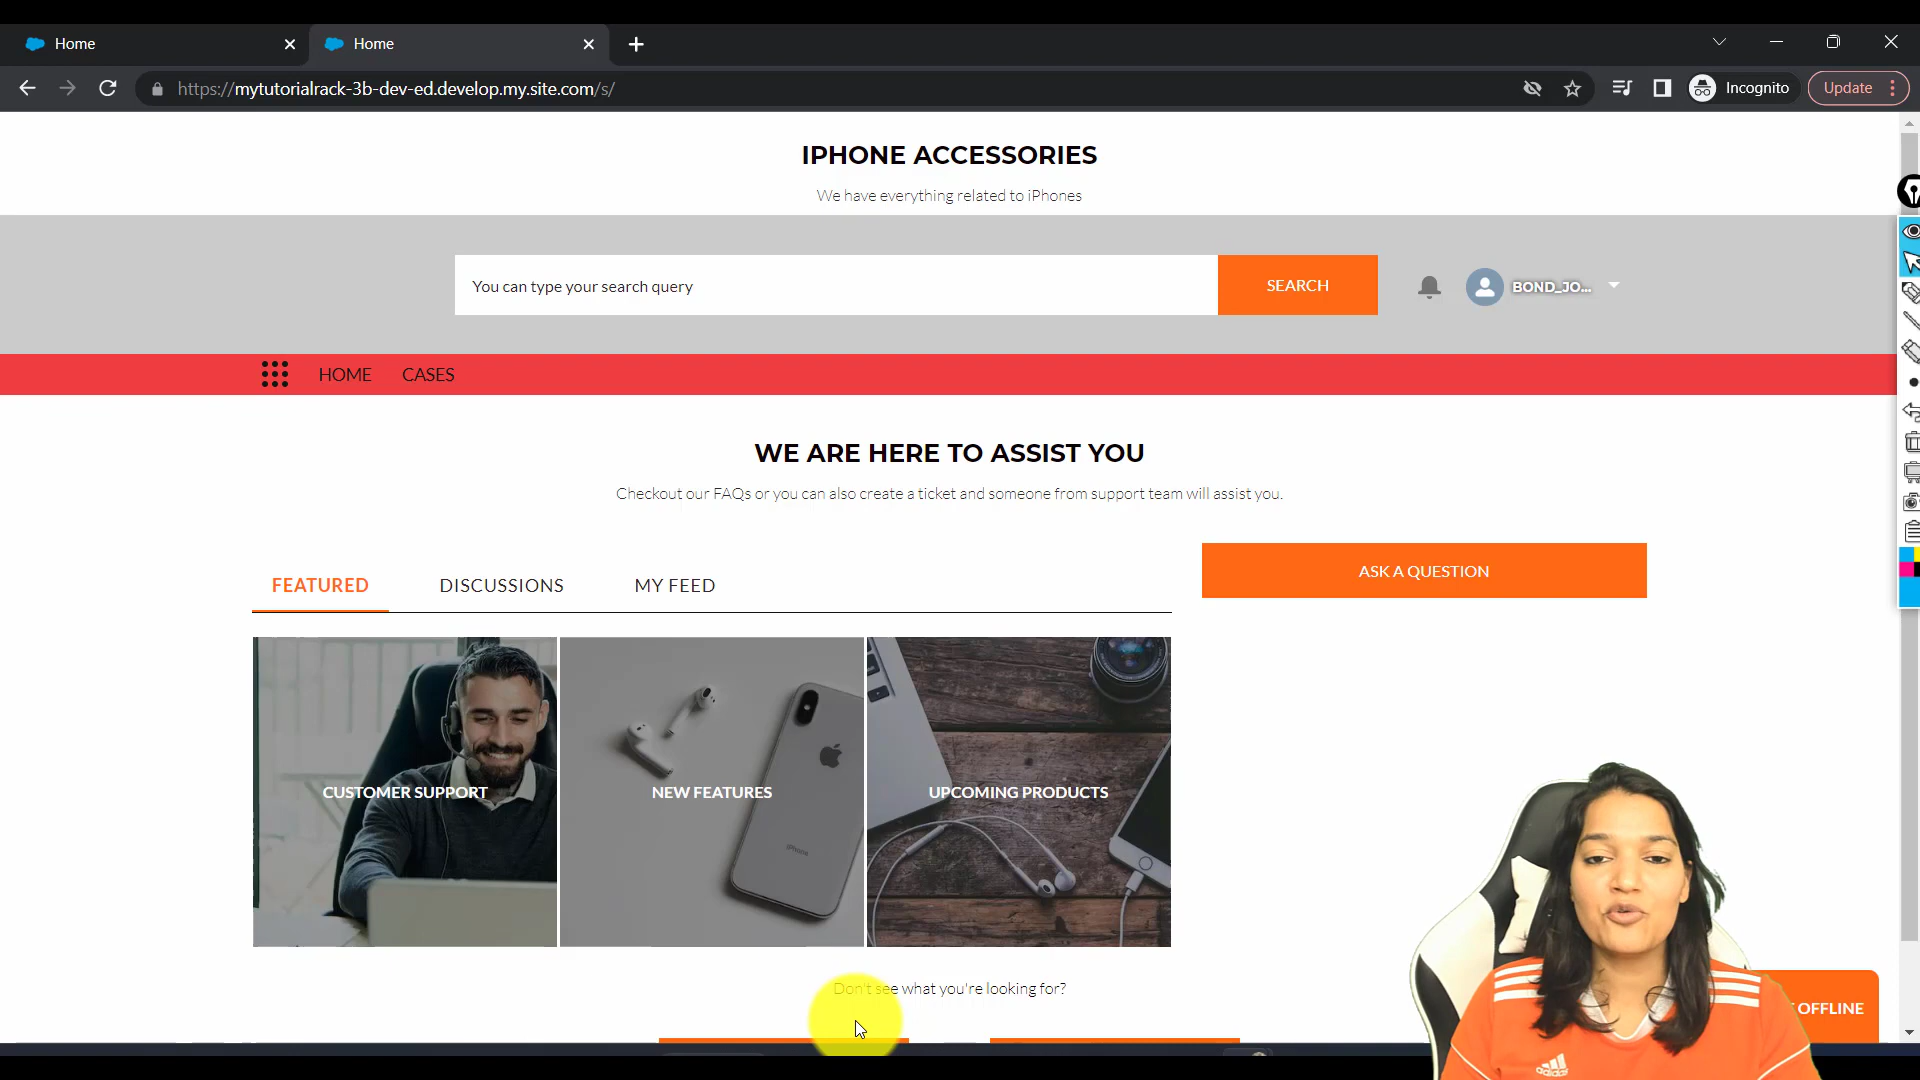 Home
Home
https://mytutorialrack-3b-dev-ed.develop.my.site.com/s/
Incognito
Update
IPHONE ACCESSORIES
We have everything related to iPhones
You can type your search query
SEARCH
BOND_JO...
HOME
CASES
WE ARE HERE TO ASSIST YOU
Checkout our FAQs or you can also create a ticket and someone from support team will assist you.
FEATURED
DISCUSSIONS
MY FEED
ASK A QUESTION
CUSTOMER SUPPORT
NEW FEATURES
UPCOMING PRODUCTS
iPhone
Don't see what you're looking for?
OFFLINE
adidas